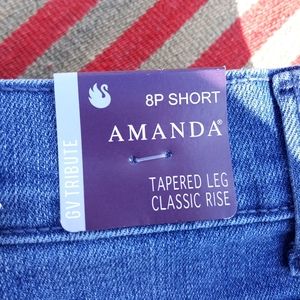 8P SHORT
AMANDA®
TAPERED LEG
CLASSIC RISE
GV TRIBUTE